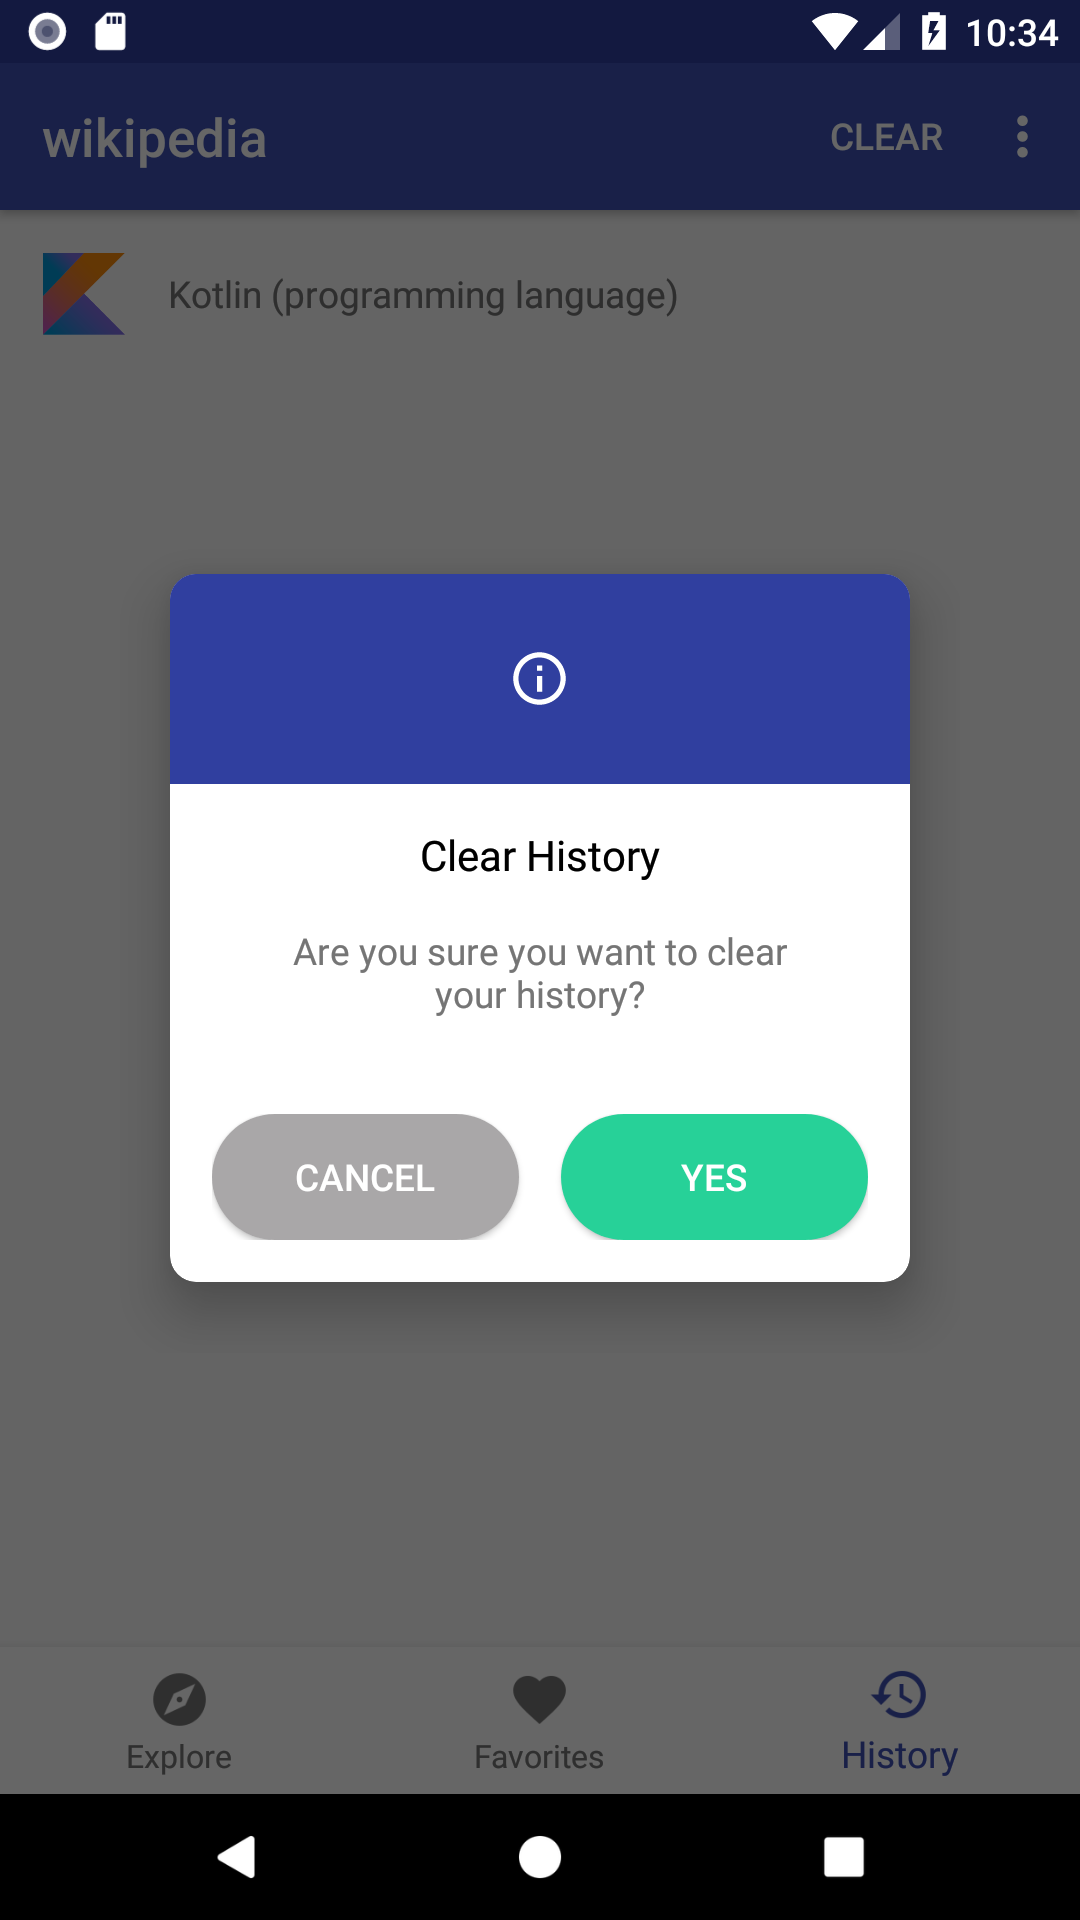 10:34
wikipedia
CLEAR
Kotlin (programming language)
Clear History
Are you sure you want to clear
your history?
CANCEL
YES
Explore
Favorites
History